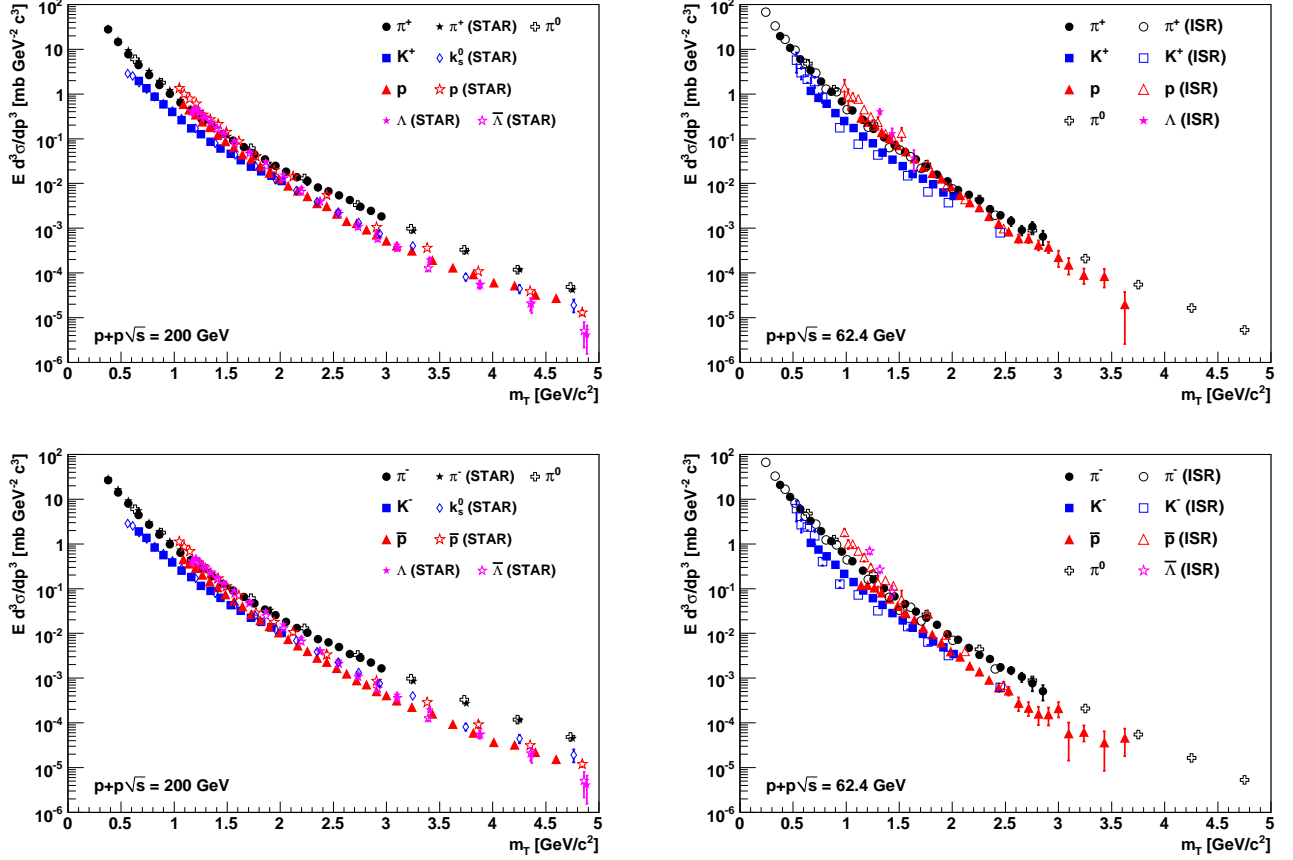 E d³σ/dp³ [mb GeV⁻² c³]
10²
10
1
10⁻¹
10⁻²
10⁻³
10⁻⁴
10⁻⁵
10⁻⁶
π⁺ π⁺ (STAR) π⁰
K⁺ k⁰ₛ (STAR)
p p (STAR)
Λ (STAR) Λ̅ (STAR)
p+p√s = 200 GeV
0 0.5 1 1.5 2 2.5 3 3.5 4 4.5 5
m_T [GeV/c²]
E d³σ/dp³ [mb GeV⁻² c³]
10²
10
1
10⁻¹
10⁻²
10⁻³
10⁻⁴
10⁻⁵
10⁻⁶
π⁺ π⁺ (ISR)
K⁺ K⁺ (ISR)
p p (ISR)
π⁰ Λ (ISR)
p+p√s = 62.4 GeV
0 0.5 1 1.5 2 2.5 3 3.5 4 4.5 5
m_T [GeV/c²]
E d³σ/dp³ [mb GeV⁻² c³]
10²
10
1
10⁻¹
10⁻²
10⁻³
10⁻⁴
10⁻⁵
10⁻⁶
π⁻ π⁻ (STAR) π⁰
K⁻ k⁰ₛ (STAR)
p̅ p̅ (STAR)
Λ (STAR) Λ̅ (STAR)
p+p√s = 200 GeV
0 0.5 1 1.5 2 2.5 3 3.5 4 4.5 5
m_T [GeV/c²]
E d³σ/dp³ [mb GeV⁻² c³]
10²
10
1
10⁻¹
10⁻²
10⁻³
10⁻⁴
10⁻⁵
10⁻⁶
π⁻ π⁻ (ISR)
K⁻ K⁻ (ISR)
p̅ p̅ (ISR)
π⁰ Λ̅ (ISR)
p+p√s = 62.4 GeV
0 0.5 1 1.5 2 2.5 3 3.5 4 4.5 5
m_T [GeV/c²]